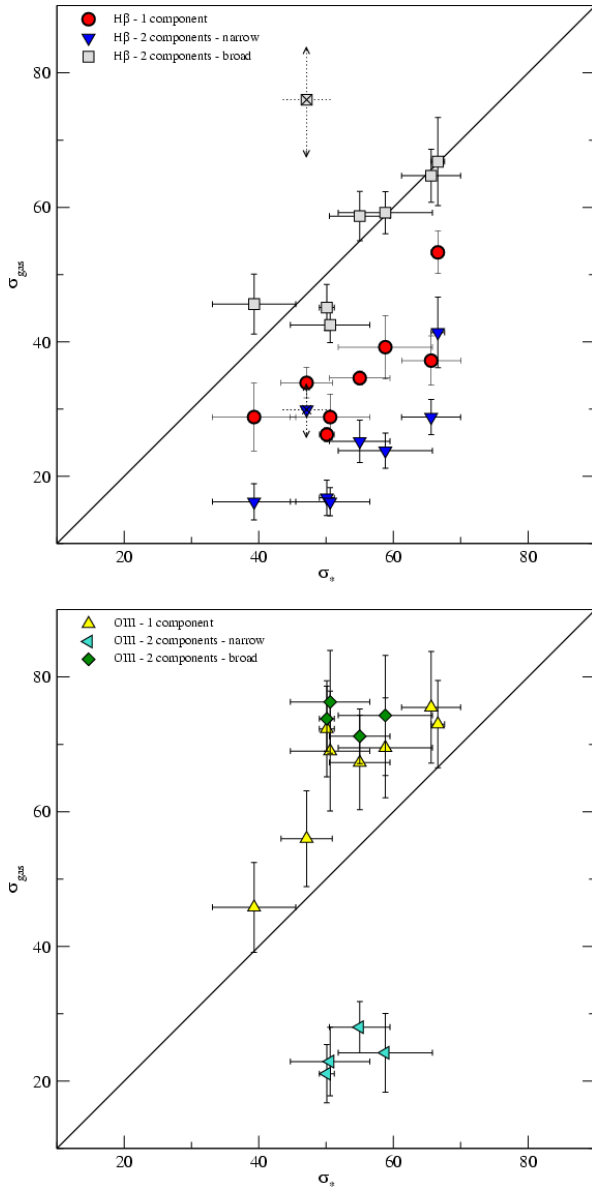 Hβ - 1 component
Hβ - 2 components - narrow
Hβ - 2 components - broad
80
60
σgas
40
20
20 40 60 80
σ*
OIII - 1 component
OIII - 2 components - narrow
OIII - 2 components - broad
80
60
σgas
40
20
20 40 60 80
σ*